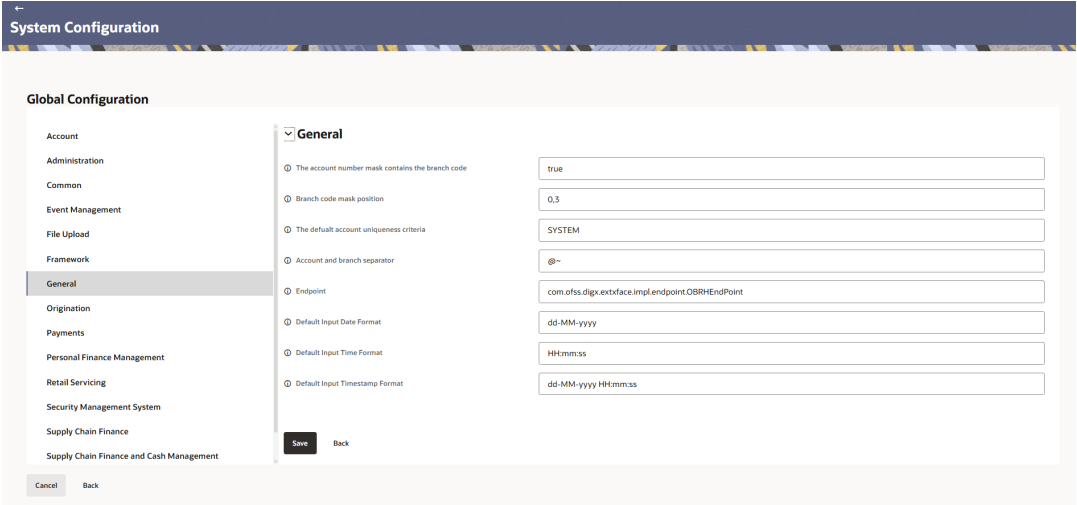 ←
System Configuration
Global Configuration
Account
Administration
Common
Event Management
File Upload
Framework
General
Origination
Payments
Personal Finance Management
Retail Servicing
Security Management System
Supply Chain Finance
Supply Chain Finance and Cash Management
General
The account number mask contains the branch code true
Branch code mask position 0,3
The defualt account uniqueness criteria SYSTEM
Account and branch separator @~
Endpoint com.ofss.digx.extxface.impl.endpoint.OBRHEndPoint
Default Input Date Format dd-MM-yyyy
Default Input Time Format HH:mm:ss
Default Input Timestamp Format dd-MM-yyyy HH:mm:ss
Save Back
Cancel Back